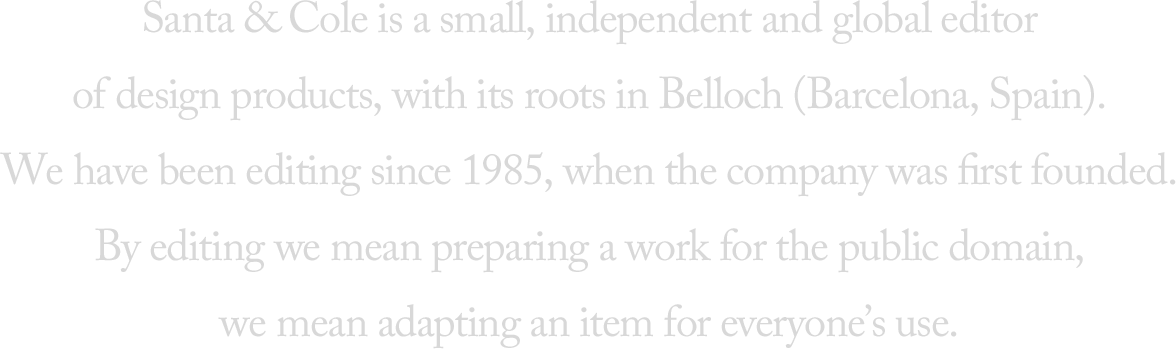 Santa & Cole is a small, independent and global editor
of design products, with its roots in Belloch (Barcelona, Spain).
We have been editing since 1985, when the company was first founded.
By editing we mean preparing a work for the public domain,
we mean adapting an item for everyone’s use.